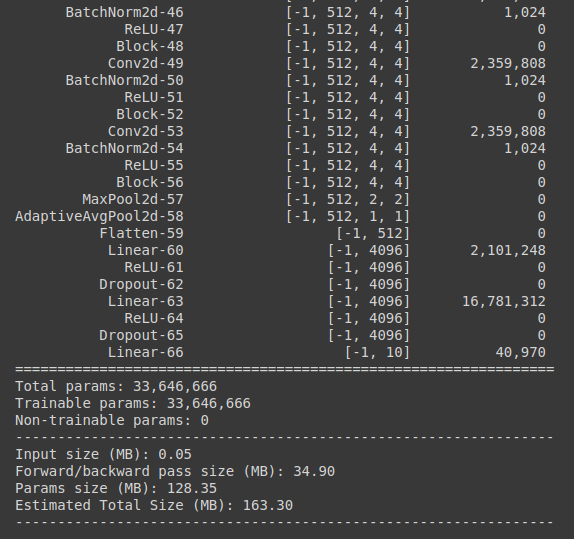 BatchNorm2d-46 [-1, 512, 4, 4] 1,024
ReLU-47 [-1, 512, 4, 4] 0
Block-48 [-1, 512, 4, 4] 0
Conv2d-49 [-1, 512, 4, 4] 2,359,808
BatchNorm2d-50 [-1, 512, 4, 4] 1,024
ReLU-51 [-1, 512, 4, 4] 0
Block-52 [-1, 512, 4, 4] 0
Conv2d-53 [-1, 512, 4, 4] 2,359,808
BatchNorm2d-54 [-1, 512, 4, 4] 1,024
ReLU-55 [-1, 512, 4, 4] 0
Block-56 [-1, 512, 4, 4] 0
MaxPool2d-57 [-1, 512, 2, 2] 0
AdaptiveAvgPool2d-58 [-1, 512, 1, 1] 0
Flatten-59 [-1, 512] 0
Linear-60 [-1, 4096] 2,101,248
ReLU-61 [-1, 4096] 0
Dropout-62 [-1, 4096] 0
Linear-63 [-1, 4096] 16,781,312
ReLU-64 [-1, 4096] 0
Dropout-65 [-1, 4096] 0
Linear-66 [-1, 10] 40,970
================================================================
Total params: 33,646,666
Trainable params: 33,646,666
Non-trainable params: 0
----------------------------------------------------------------
Input size (MB): 0.05
Forward/backward pass size (MB): 34.90
Params size (MB): 128.35
Estimated Total Size (MB): 163.30
----------------------------------------------------------------